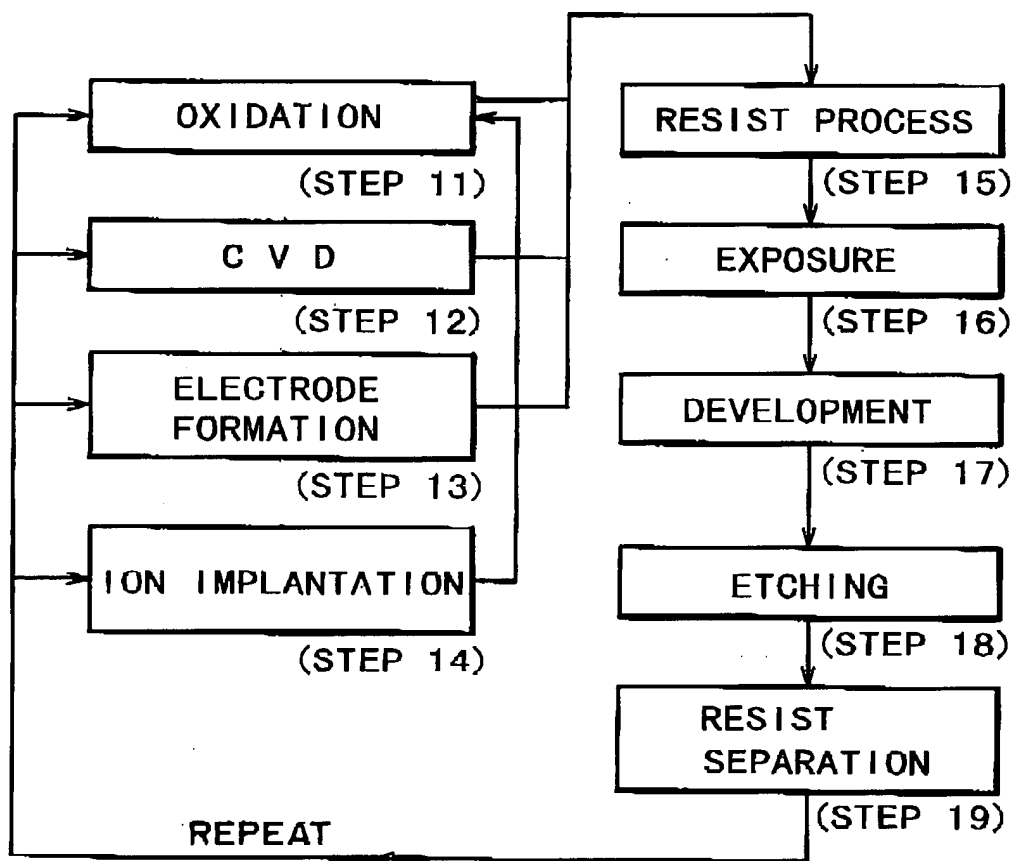 OXIDATION
(STEP 11)
C V D
(STEP 12)
ELECTRODE
FORMATION
(STEP 13)
ION IMPLANTATION
(STEP 14)
RESIST PROCESS
(STEP 15)
EXPOSURE
(STEP 16)
DEVELOPMENT
(STEP 17)
ETCHING
(STEP 18)
RESIST
SEPARATION
(STEP 19)
REPEAT